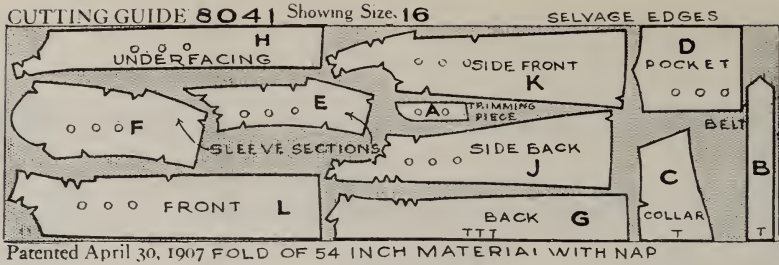 CUTTING GUIDE 8041 Showing Size. 16 SELVAGE EDGES
H
UNDERFACING
SIDE FRONT
K
D
POCKET
F
E
SLEEVE SECTIONS
A
TRIMMING
PIECE
BELT
SIDE BACK
J
C
COLLAR
T
B
T
FRONT L
BACK G
TTT
Patented April 30, 1907 FOLD OF 54 INCH MATERIAL WITH NAP